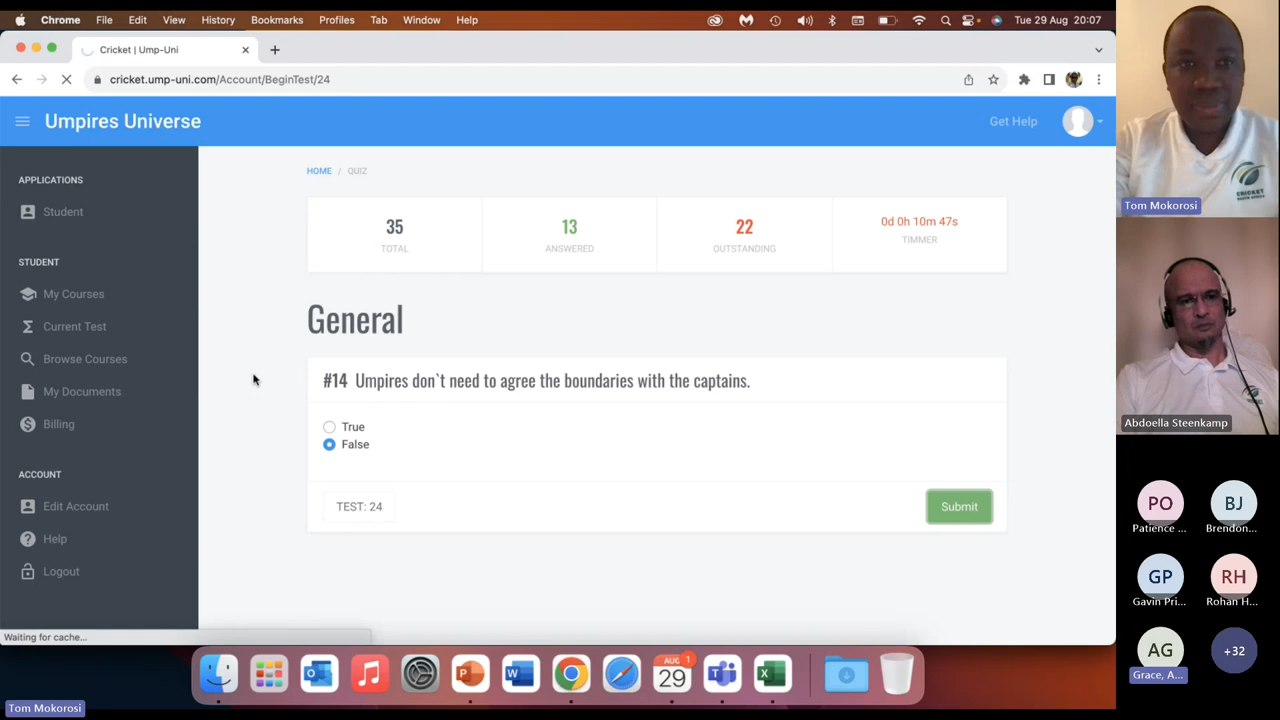 Chrome File Edit View History Bookmarks Profiles Tab Window Help Tue 29 Aug 20:07
Cricket | Ump-Uni
cricket.ump-uni.com/Account/BeginTest/24
Umpires Universe
Get Help
APPLICATIONS
Student
STUDENT
My Courses
Current Test
Browse Courses
My Documents
Billing
ACCOUNT
Edit Account
Help
Logout
HOME / QUIZ
35
TOTAL
13
ANSWERED
22
OUTSTANDING
0d 0h 10m 47s
TIMMER
General
#14 Umpires don`t need to agree the boundaries with the captains.
True
False
TEST: 24
Submit
Waiting for cache...
AUG 1
29
Tom Mokorosi
CRICKET
SOUTH AFRICA
Tom Mokorosi
Abdoella Steenkamp
PO
Patience ...
BJ
Brendon...
GP
Gavin Pri...
RH
Rohan H...
AG
Grace, A...
+32